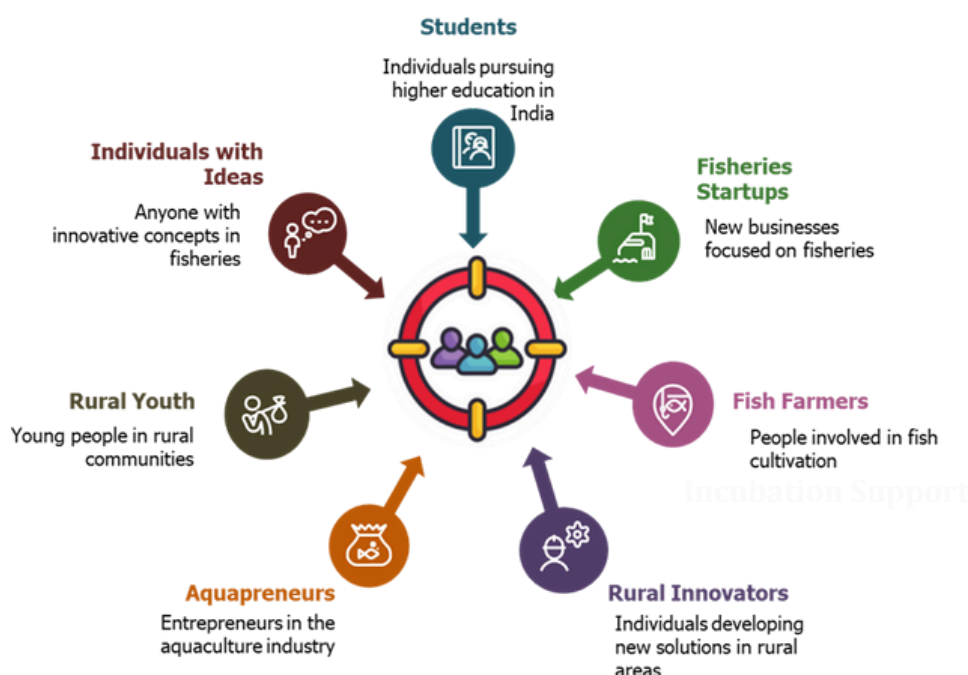 Students
Individuals pursuing
higher education in
India
Individuals with
Ideas
Anyone with
innovative concepts in
fisheries
Fisheries
Startups
New businesses
focused on fisheries
Rural Youth
Young people in rural
communities
Fish Farmers
People involved in fish
cultivation
Incubation Support
Aquapreneurs
Entrepreneurs in the
aquaculture industry
Rural Innovators
Individuals developing
new solutions in rural
areas